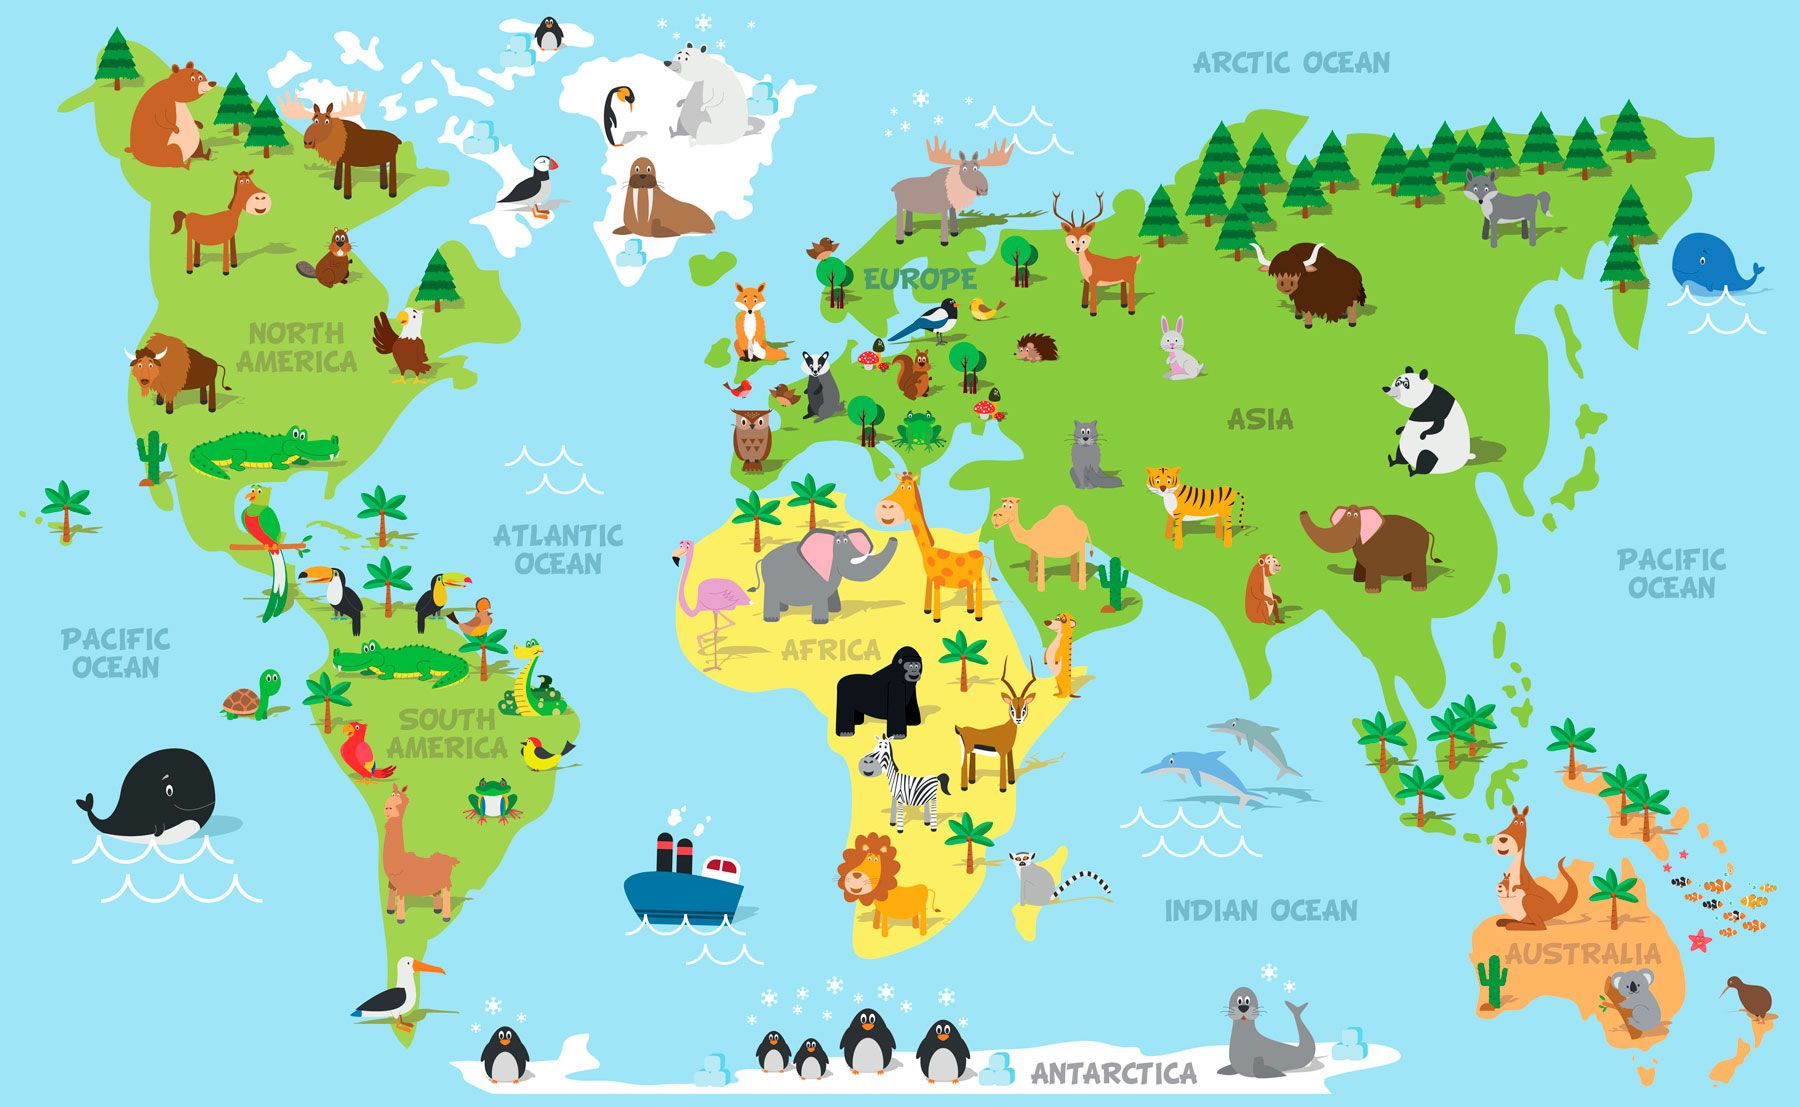 ARCTIC OCEAN
EUROPE
NORTH
AMERICA
ASIA
ATLANTIC
OCEAN
PACIFIC
OCEAN
PACIFIC
OCEAN
AFRICA
SOUTH
AMERICA
INDIAN OCEAN
AUSTRALIA
ANTARCTICA